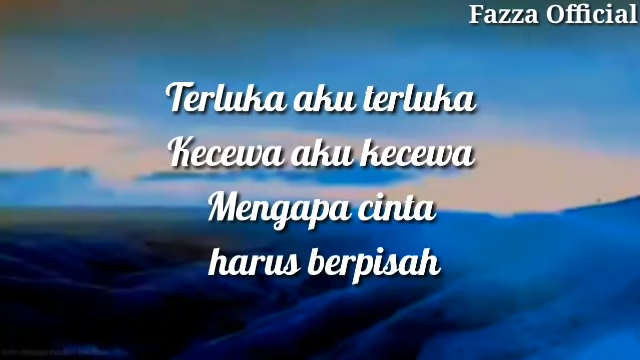 Fazza Official
Terluka aku terluka
Kecewa aku kecewa
Mengapa cinta
harus berpisah